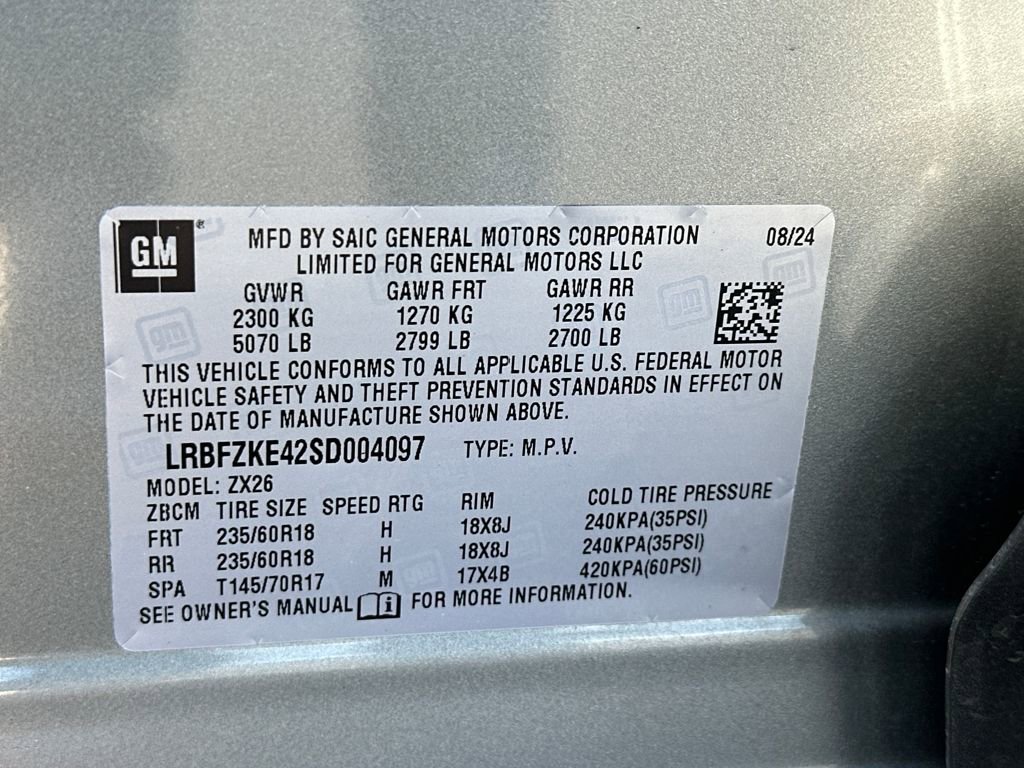 GM ®
MFD BY SAIC GENERAL MOTORS CORPORATION 08/24
LIMITED FOR GENERAL MOTORS LLC
GVWR GAWR FRT GAWR RR
2300 KG 1270 KG 1225 KG
5070 LB 2799 LB 2700 LB
THIS VEHICLE CONFORMS TO ALL APPLICABLE U.S. FEDERAL MOTOR
VEHICLE SAFETY AND THEFT PREVENTION STANDARDS IN EFFECT ON
THE DATE OF MANUFACTURE SHOWN ABOVE.
LRBFZKE42SD004097 TYPE: M.P.V.
MODEL: ZX26
ZBCM TIRE SIZE SPEED RTG RIM COLD TIRE PRESSURE
FRT 235/60R18 H 18X8J 240KPA(35PSI)
RR 235/60R18 H 18X8J 240KPA(35PSI)
SPA T145/70R17 M 17X4B 420KPA(60PSI)
SEE OWNER'S MANUAL i FOR MORE INFORMATION.